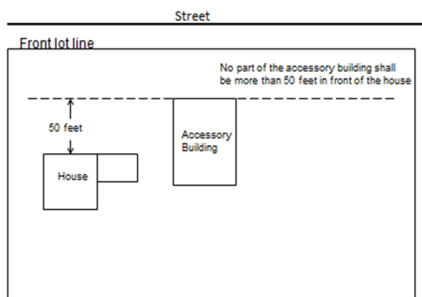 Street
Front lot line
No part of the accessory building shall
be more than 50 feet in front of the house
50 feet
Accessory
Building
House